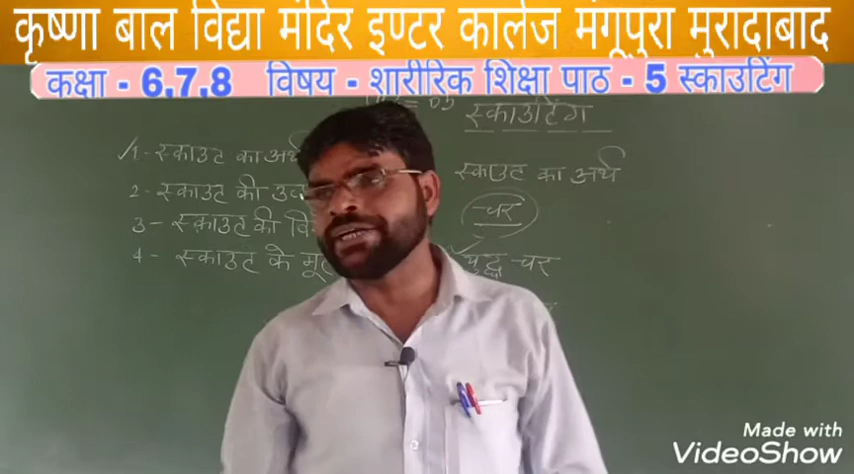 कृष्णा बाल विद्या मंदिर इण्टर कालेज मंगूपुरा मुरादाबाद
कक्षा - 6,7,8 विषय - शारीरिक शिक्षा पाठ - 5 स्काउटिंग
स्काउटिंग
1 - स्काउट का अर्थ
2 - स्काउट की
3 - स्काउट की
4 - स्काउट के
स्काउट का अर्थ
चर
युद्ध - चर
Made with
VideoShow